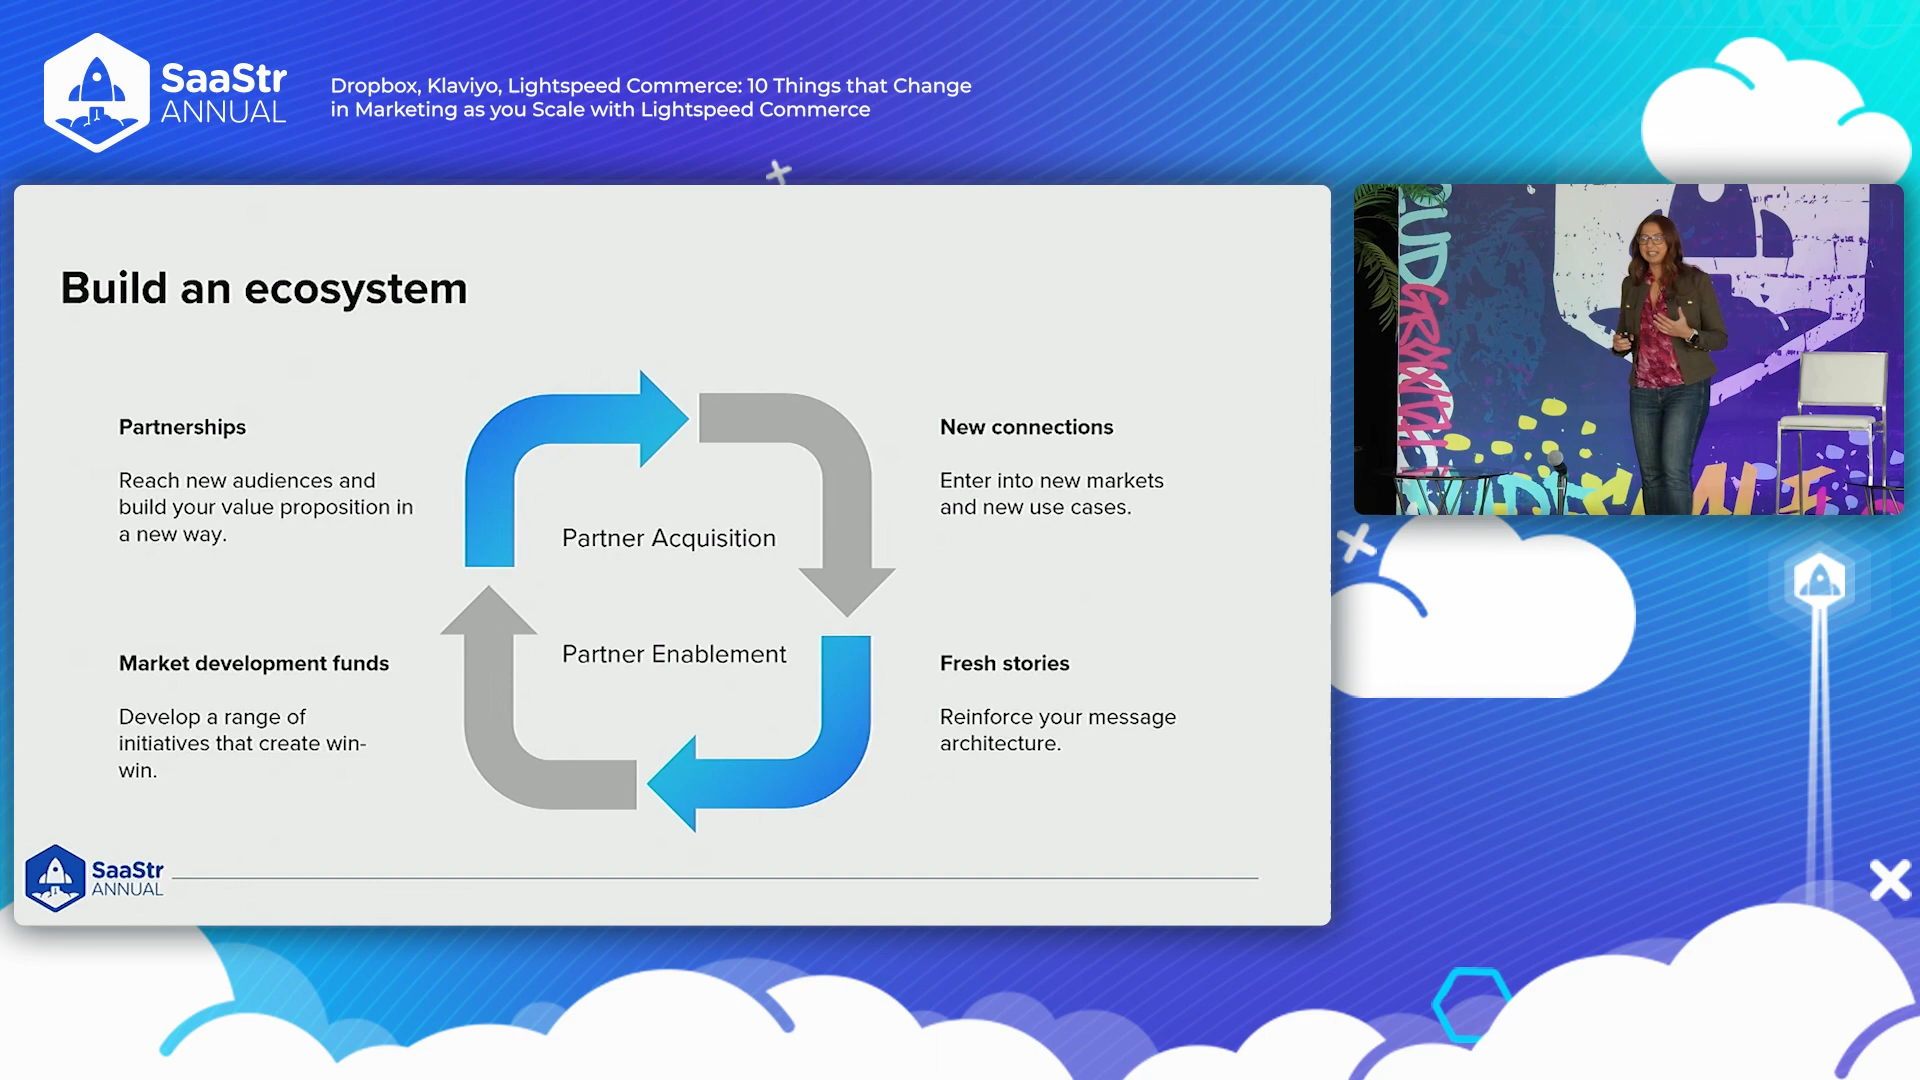 SaaStr
ANNUAL
Dropbox, Klaviyo, Lightspeed Commerce: 10 Things that Change
in Marketing as you Scale with Lightspeed Commerce
Build an ecosystem
Partnerships
Reach new audiences and
build your value proposition in
a new way.
New connections
Enter into new markets
and new use cases.
Partner Acquisition
Partner Enablement
Market development funds
Develop a range of
initiatives that create win-
win.
Fresh stories
Reinforce your message
architecture.
SaaStr
ANNUAL